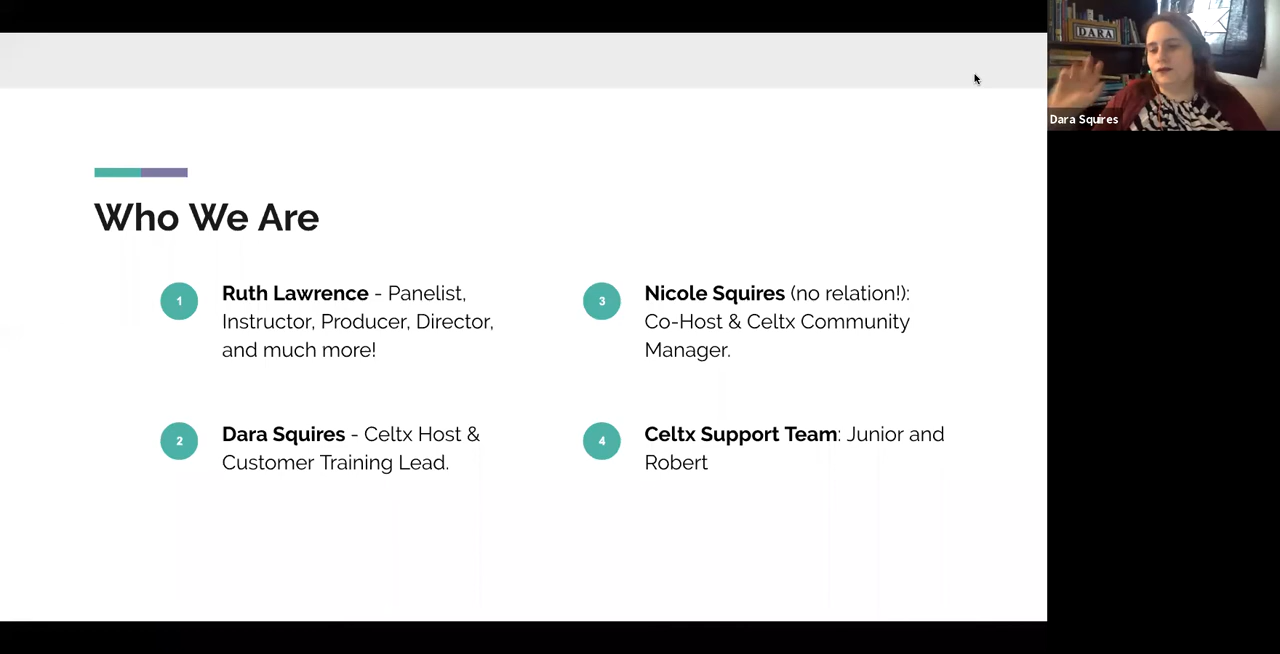 Who We Are
1
Ruth Lawrence - Panelist,
Instructor, Producer, Director,
and much more!
2
Dara Squires - Celtx Host &
Customer Training Lead.
3
Nicole Squires (no relation!):
Co-Host & Celtx Community
Manager.
4
Celtx Support Team: Junior and
Robert
DARA
Dara Squires